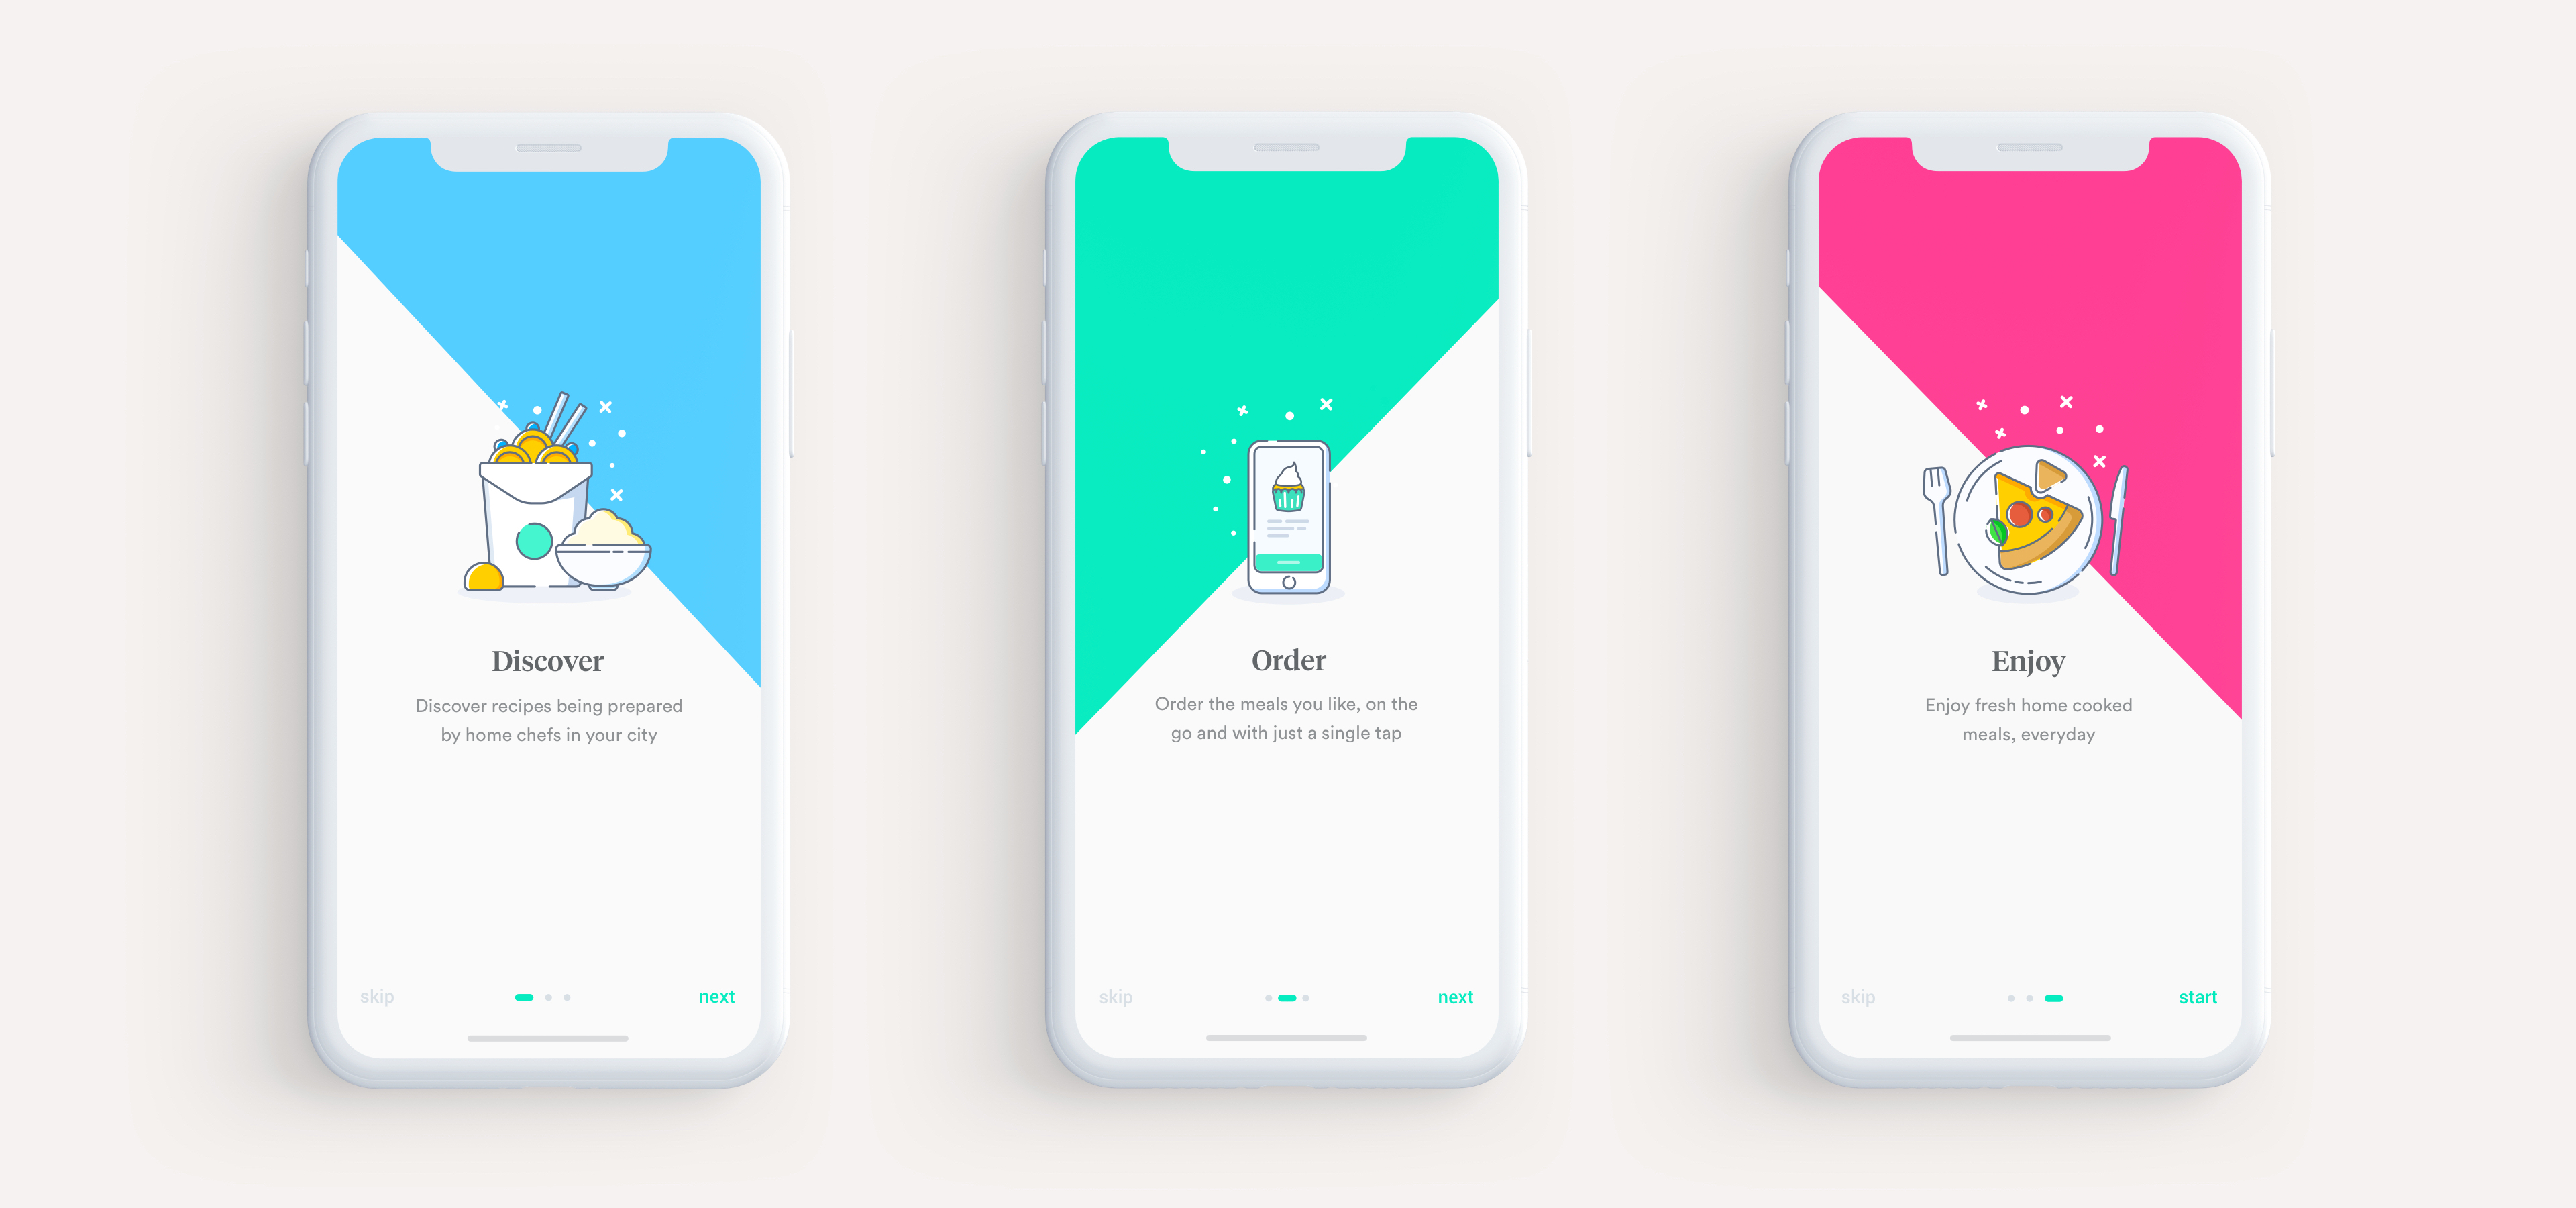 Discover
Discover recipes being prepared
by home chefs in your city
skip
next
Order
Order the meals you like, on the
go and with just a single tap
skip
next
Enjoy
Enjoy fresh home cooked
meals, everyday
skip
start